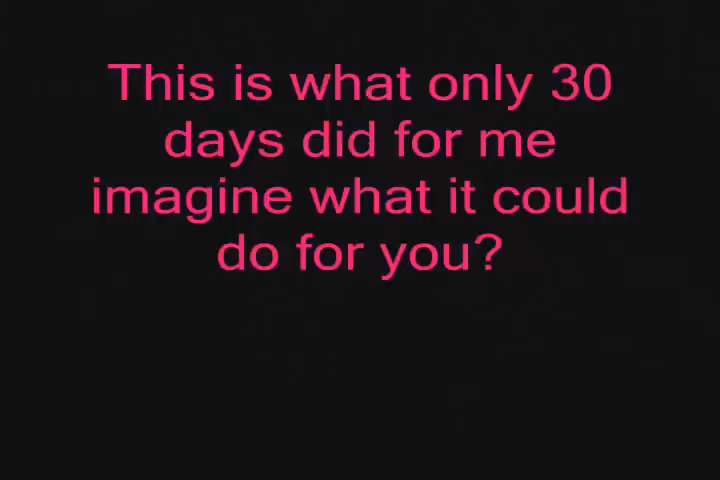 This is what only 30
days did for me
imagine what it could
do for you?